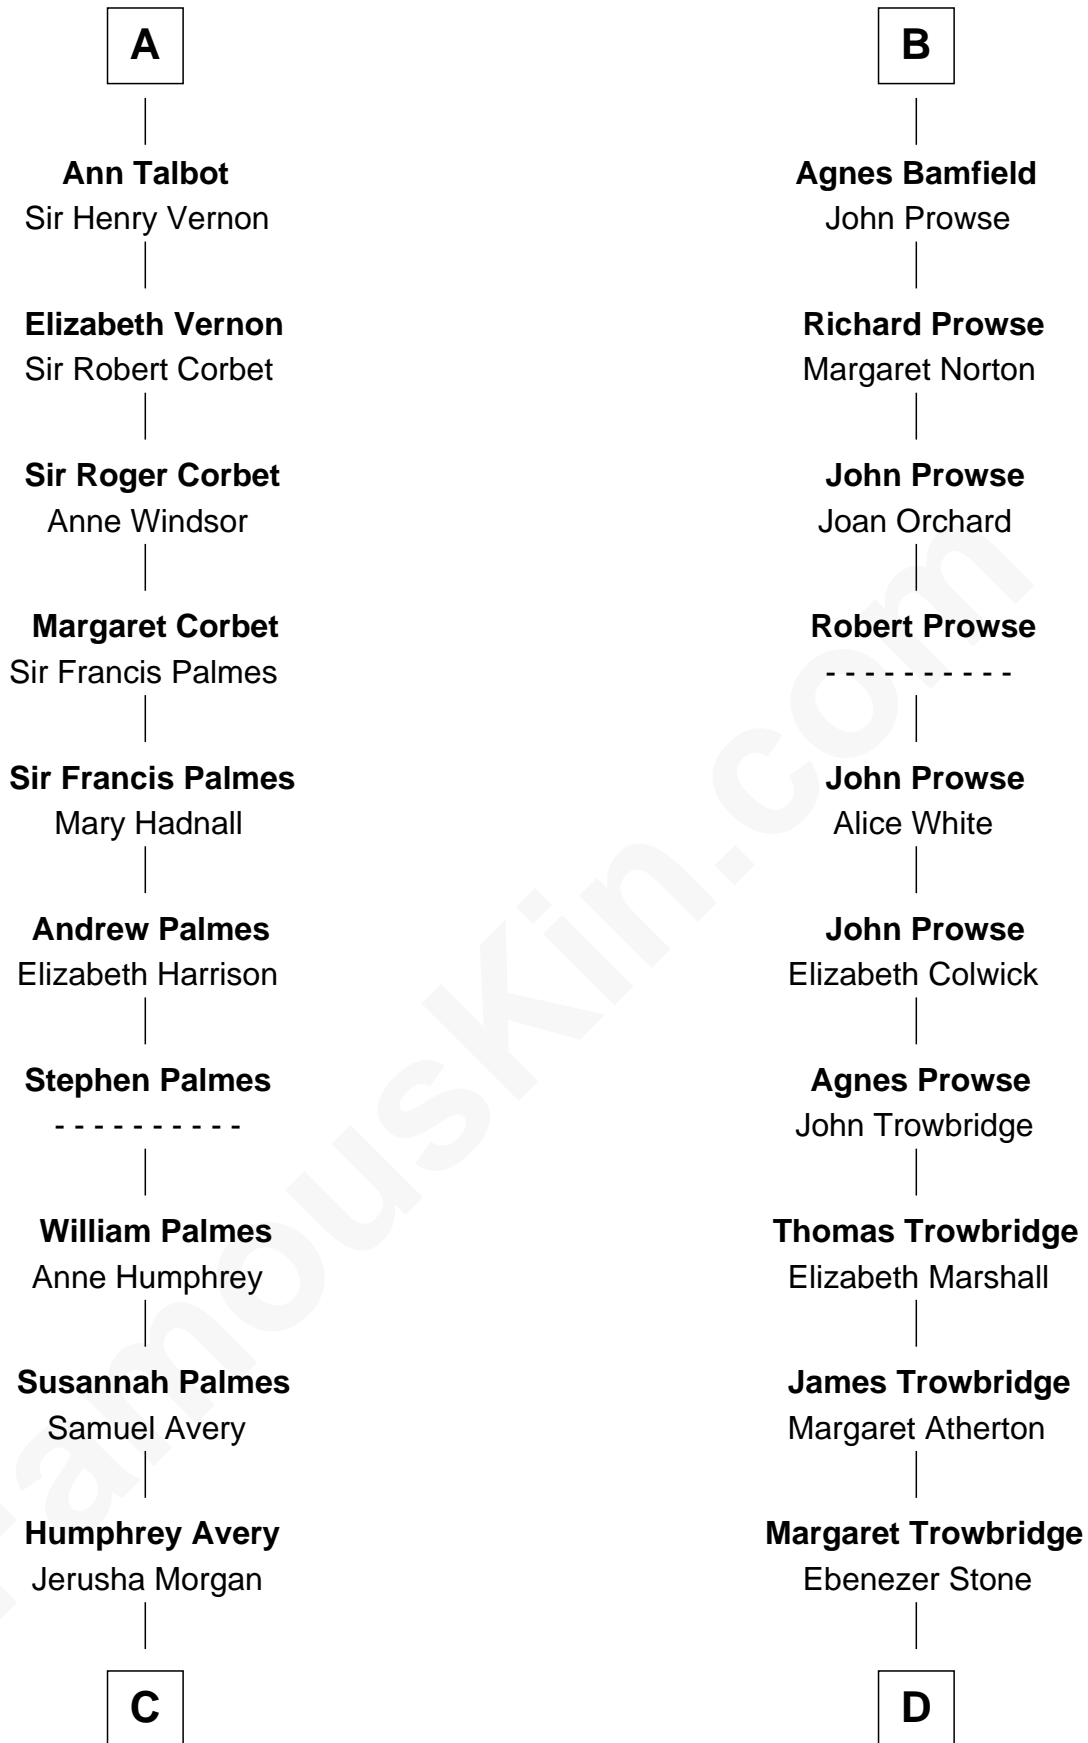 A
Ann Talbot
Sir Henry Vernon
Elizabeth Vernon
Sir Robert Corbet
Sir Roger Corbet
Anne Windsor
Margaret Corbet
Sir Francis Palmes
Sir Francis Palmes
Mary Hadnall
Andrew Palmes
Elizabeth Harrison
Stephen Palmes
- - - - - - - - - -
William Palmes
Anne Humphrey
Susannah Palmes
Samuel Avery
Humphrey Avery
Jerusha Morgan
C
B
Agnes Bamfield
John Prowse
Richard Prowse
Margaret Norton
John Prowse
Joan Orchard
Robert Prowse
- - - - - - - - - -
John Prowse
Alice White
John Prowse
Elizabeth Colwick
Agnes Prowse
John Trowbridge
Thomas Trowbridge
Elizabeth Marshall
James Trowbridge
Margaret Atherton
Margaret Trowbridge
Ebenezer Stone
D
FamousKin.com